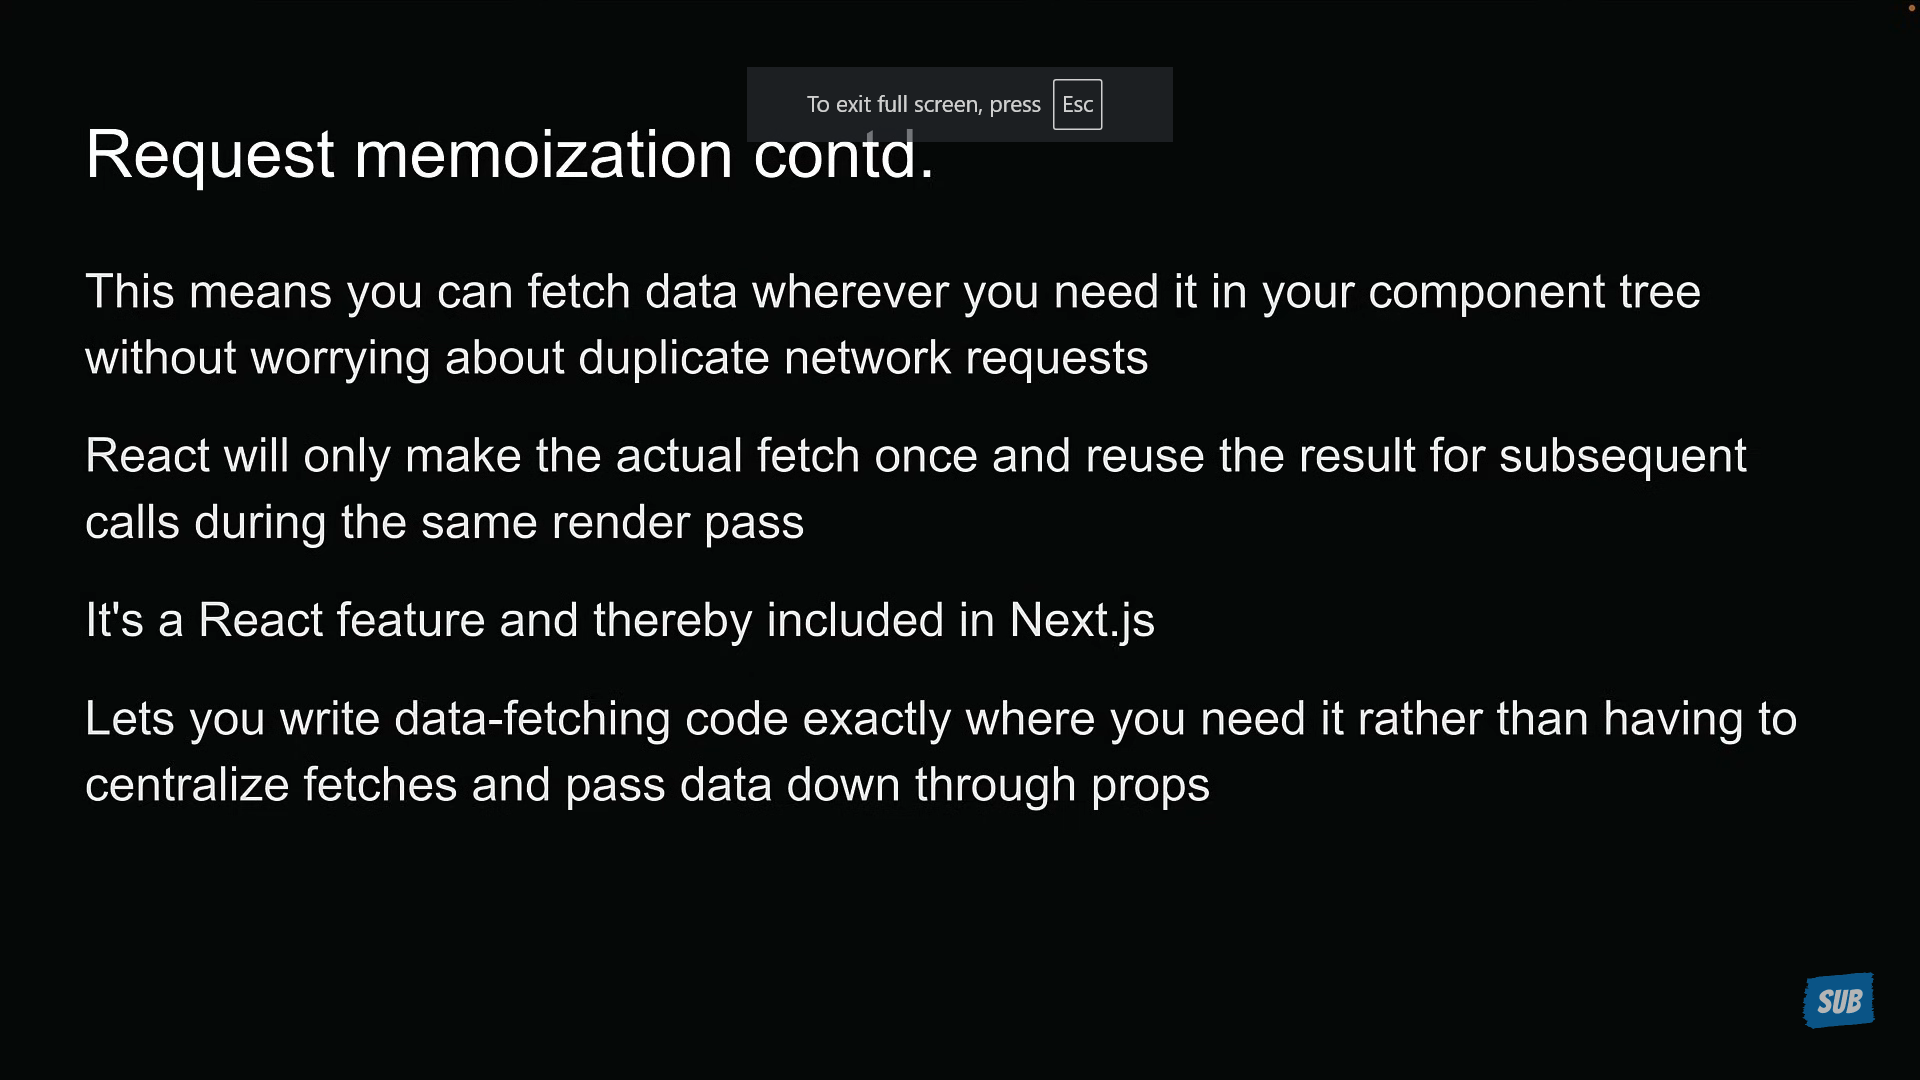 To exit full screen, press Esc
Request memoization contd.
This means you can fetch data wherever you need it in your component tree
without worrying about duplicate network requests
React will only make the actual fetch once and reuse the result for subsequent
calls during the same render pass
It's a React feature and thereby included in Next.js
Lets you write data-fetching code exactly where you need it rather than having to
centralize fetches and pass data down through props
SUB